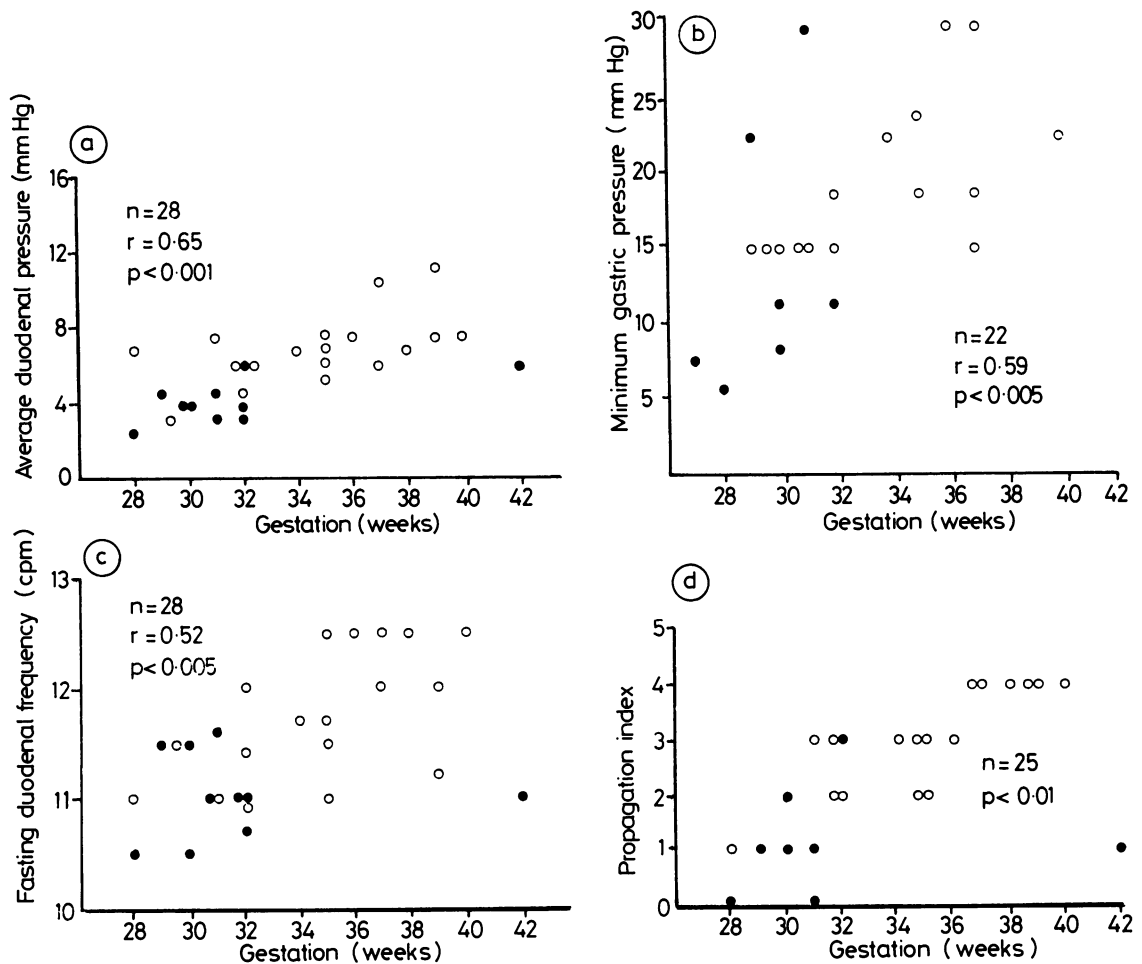 a
Average duodenal pressure (mmHg)
16
12
8
4
0
n=28
r=0·65
p<0·001
28 30 32 34 36 38 40 42
Gestation (weeks)
b
Minimum gastric pressure (mm Hg)
30
25
20
15
10
5
n=22
r=0·59
p<0·005
28 30 32 34 36 38 40 42
Gestation (weeks)
c
Fasting duodenal frequency (cpm)
13
12
11
10
n=28
r=0·52
p<0·005
28 30 32 34 36 38 40 42
Gestation (weeks)
d
Propagation index
5
4
3
2
1
0
n=25
p<0·01
28 30 32 34 36 38 40 42
Gestation (weeks)